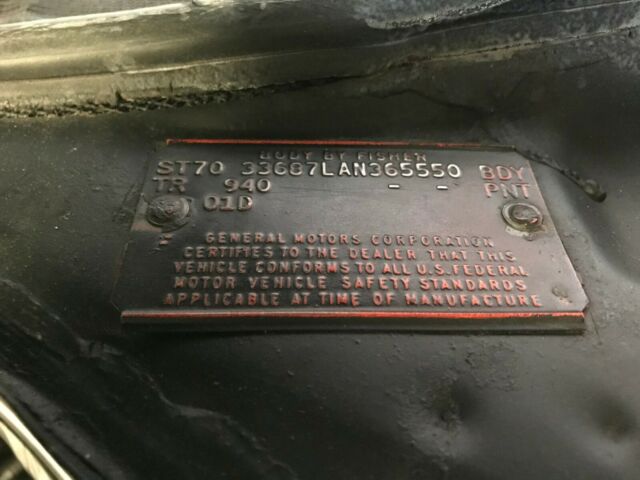 BODY BY FISHER
ST70 33687LAN365550 BDY
TR 940 - - PNT
01D
GENERAL MOTORS CORPORATION
CERTIFIES TO THE DEALER THAT THIS
VEHICLE CONFORMS TO ALL U.S. FEDERAL
MOTOR VEHICLE SAFETY STANDARDS
APPLICABLE AT TIME OF MANUFACTURE